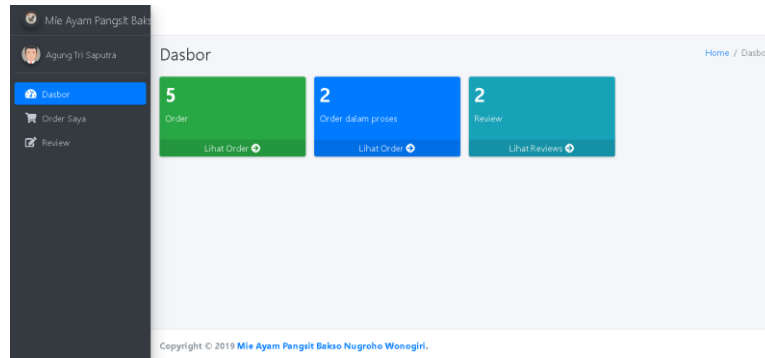 Mie Ayam Pangsit Baks
Agung Tri Saputra
Dasbor
Order Saya
Review
Dasbor
Home / Dasbo
5
Order
Lihat Order
2
Order dalam proses
Lihat Order
2
Review
Lihat Reviews
Copyright © 2019 Mie Ayam Pangsit Bakso Nugroho Wonogiri.